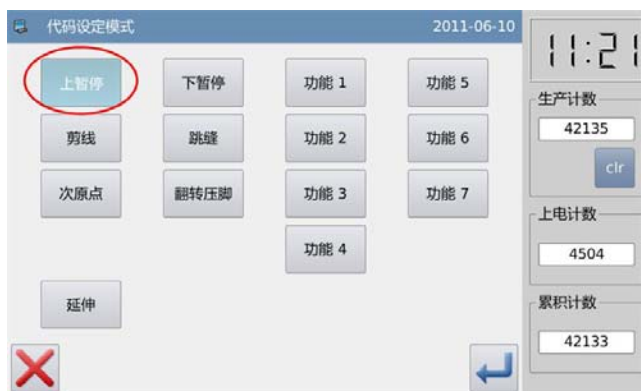 代码设定模式 2011-06-10
11:21
上暂停 下暂停 功能 1 功能 5
生产计数
剪线 跳缝 功能 2 功能 6
42135
clr
次原点 翻转压脚 功能 3 功能 7
上电计数
功能 4
4504
延伸
累积计数
42133